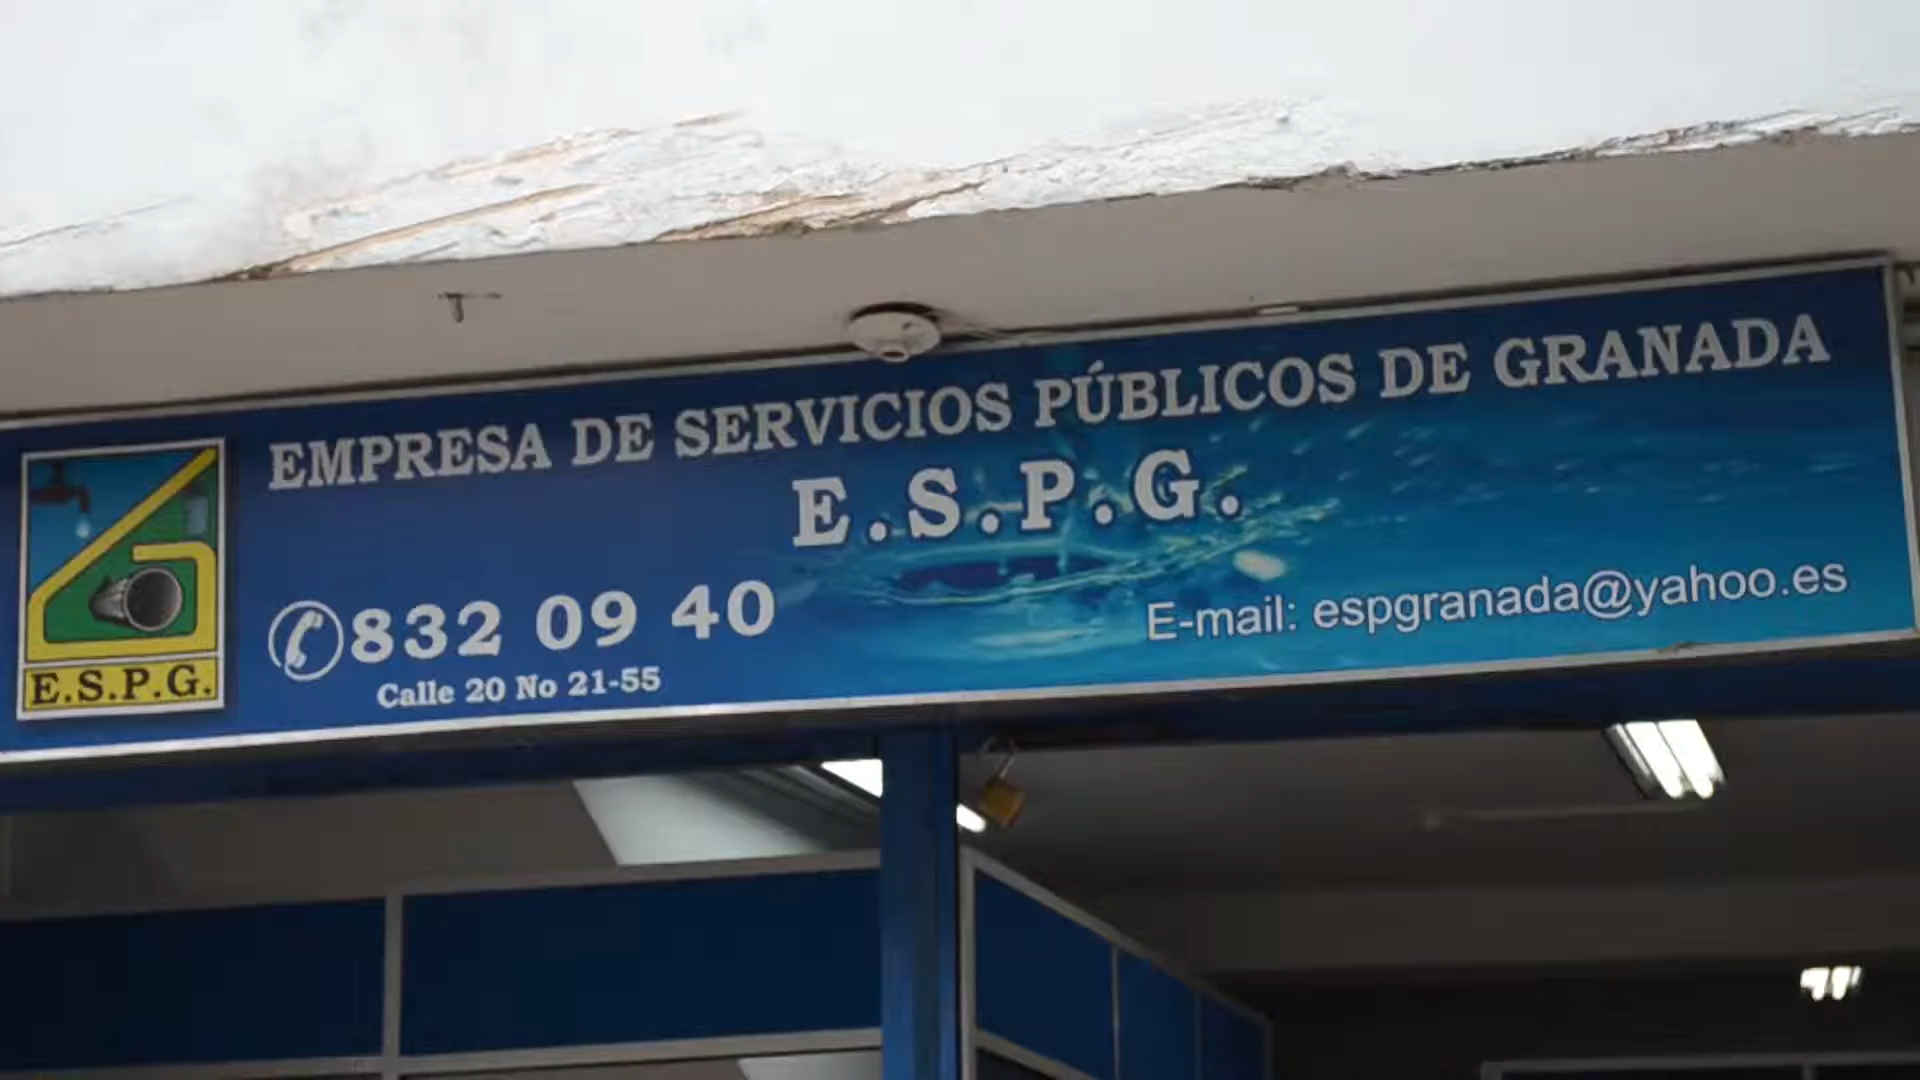 EMPRESA DE SERVICIOS PÚBLICOS DE GRANADA
E.S.P.G.
832 09 40
Calle 20 No 21-55
E-mail: espgranada@yahoo.es
E.S.P.G.